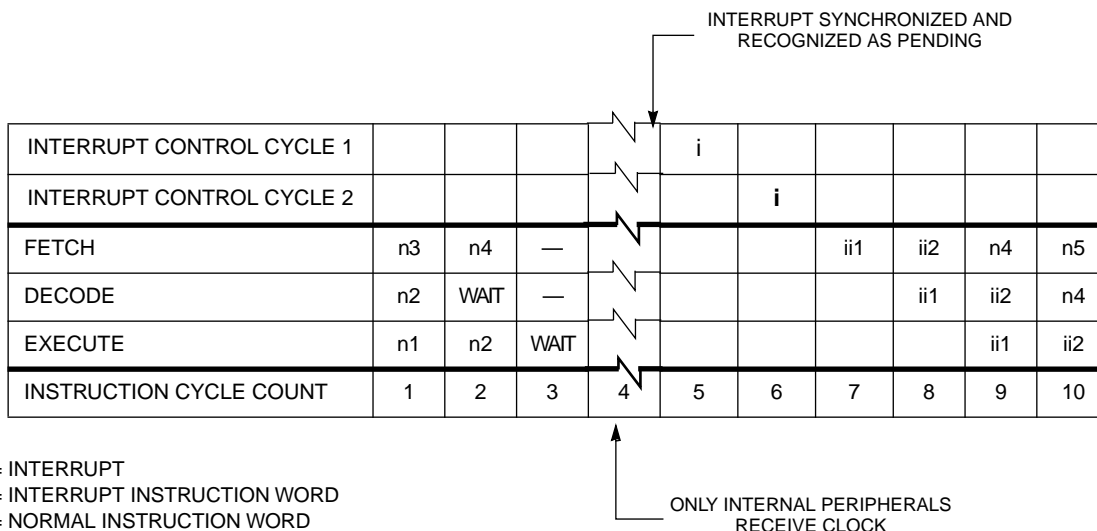 INTERRUPT SYNCHRONIZED AND
RECOGNIZED AS PENDING
INTERRUPT CONTROL CYCLE 1 i
INTERRUPT CONTROL CYCLE 2 i
FETCH n3 n4 — ii1 ii2 n4 n5
DECODE n2 WAIT — ii1 ii2 n4
EXECUTE n1 n2 WAIT ii1 ii2
INSTRUCTION CYCLE COUNT 1 2 3 4 5 6 7 8 9 10
= INTERRUPT
= INTERRUPT INSTRUCTION WORD
= NORMAL INSTRUCTION WORD
ONLY INTERNAL PERIPHERALS
RECEIVE CLOCK